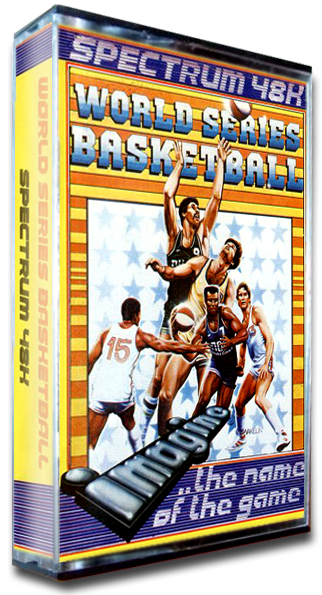 SPECTRUM 48K
WORLD SERIES
BASKETBALL
15
imagine
...the name
of the game
WORLD SERIES BASKETBALL
SPECTRUM 48K